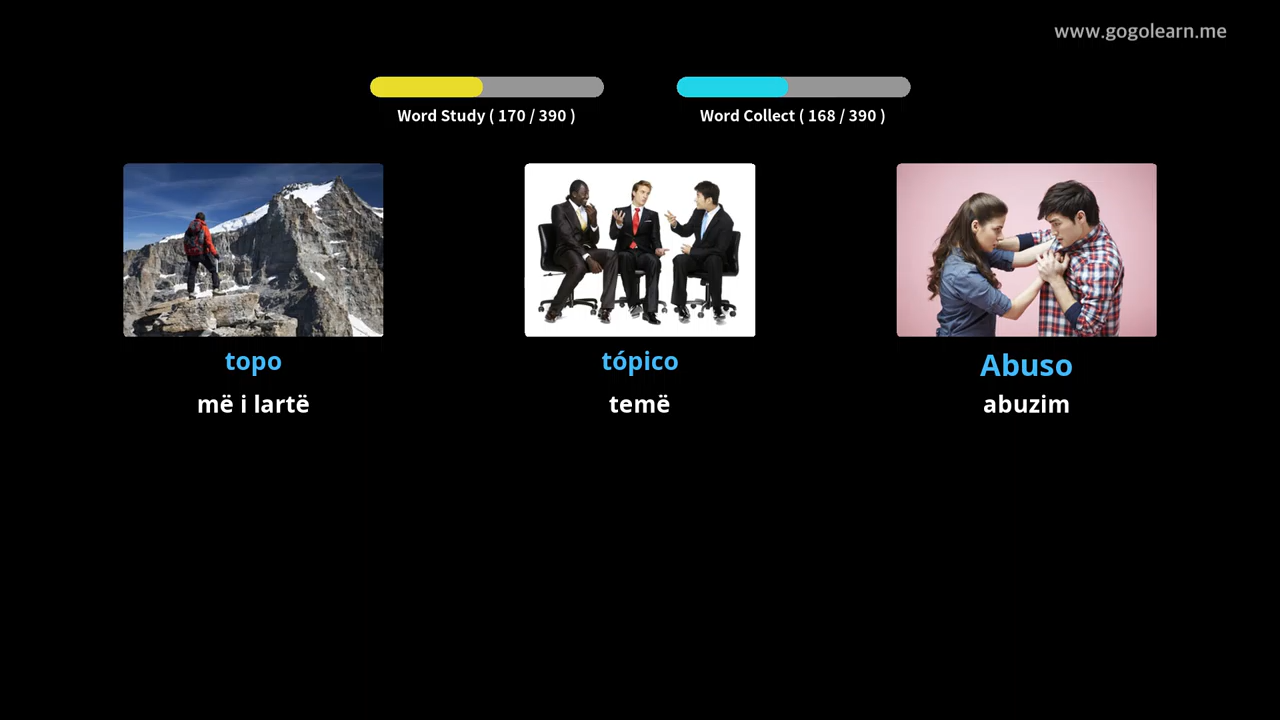 www.gogolearn.me
Word Study ( 170 / 390 )
Word Collect ( 168 / 390 )
topo
tópico
Abuso
më i lartë
temë
abuzim